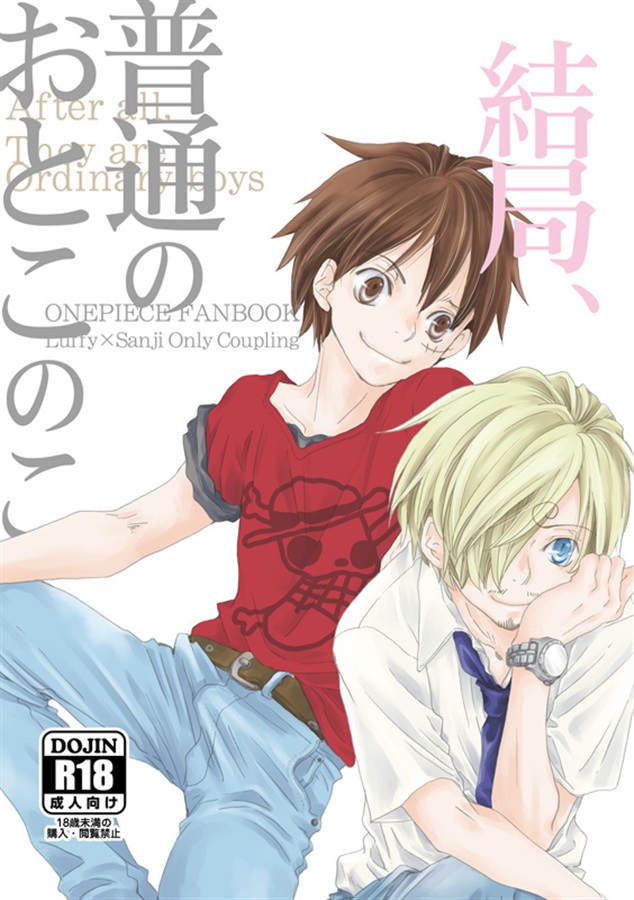 結局、
普通の
おとこのこ
After all,
They are
Ordinary boys
ONEPIECE FANBOOK
Luffy×Sanji Only Coupling
DOJIN
R18
成人向け
18歳未満の
購入・閲覧禁止